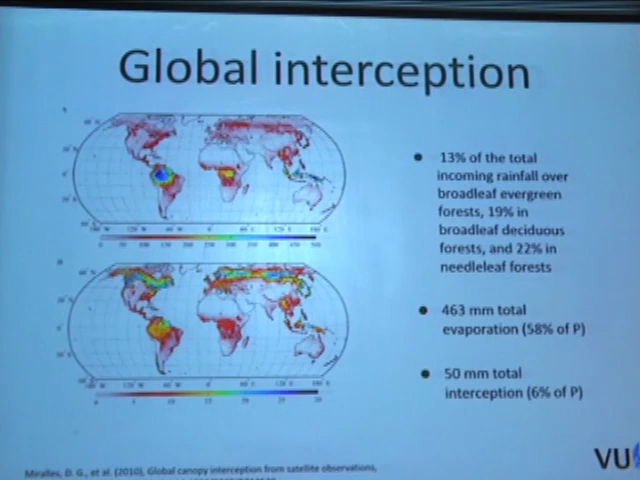 Global interception
13% of the total
incoming rainfall over
broadleaf evergreen
forests, 19% in
broadleaf deciduous
forests, and 22% in
needleleaf forests
463 mm total
evaporation (58% of P)
50 mm total
interception (6% of P)
Miralles, D. G., et al. (2010), Global canopy interception from satellite observations,
VU